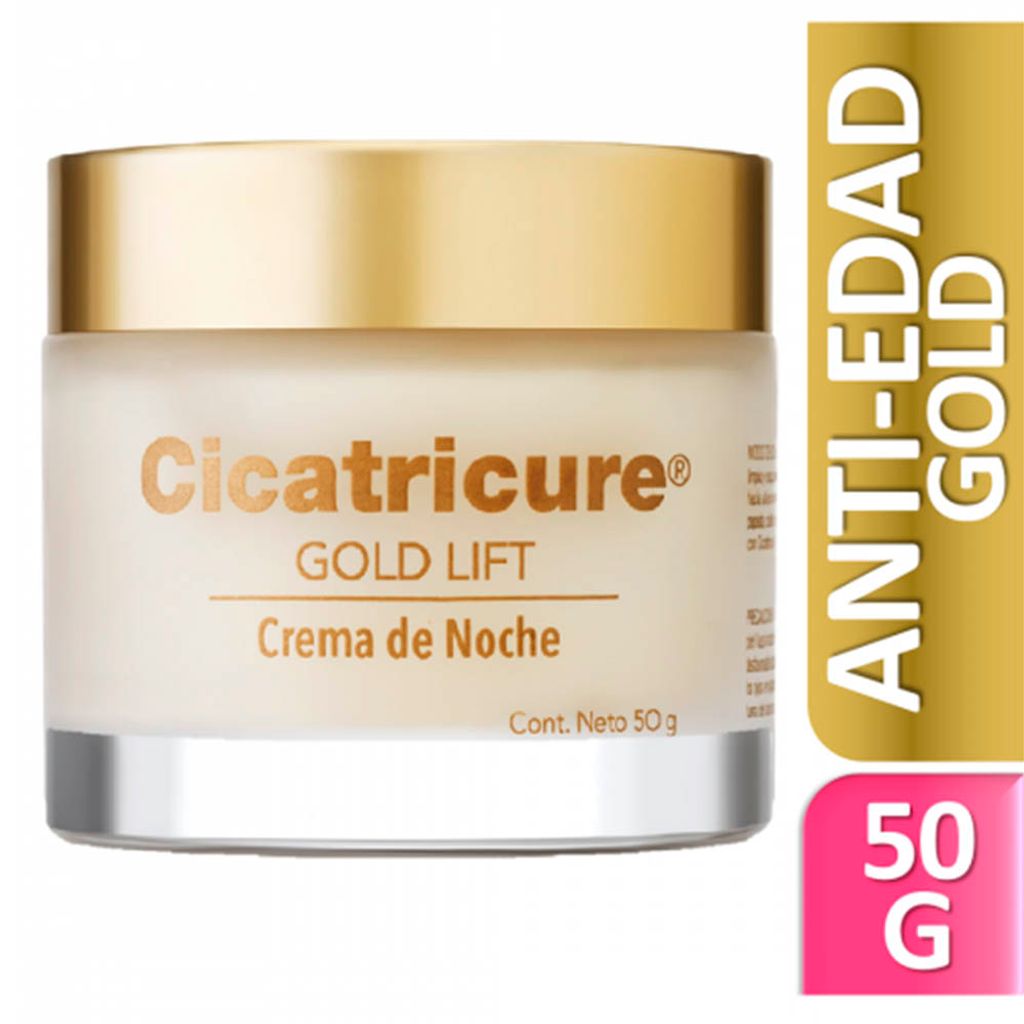 Cicatricure®
GOLD LIFT
Crema de Noche
Cont. Neto 50 g
ANTI-EDAD
GOLD
50
G